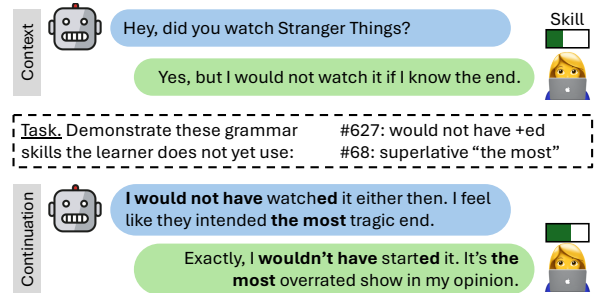 Skill
Context
Hey, did you watch Stranger Things?
Yes, but I would not watch it if I know the end.
Task. Demonstrate these grammar
skills the learner does not yet use:
#627: would not have +ed
#68: superlative “the most”
Continuation
I would not have watched it either then. I feel
like they intended the most tragic end.
Exactly, I wouldn’t have started it. It’s the
most overrated show in my opinion.